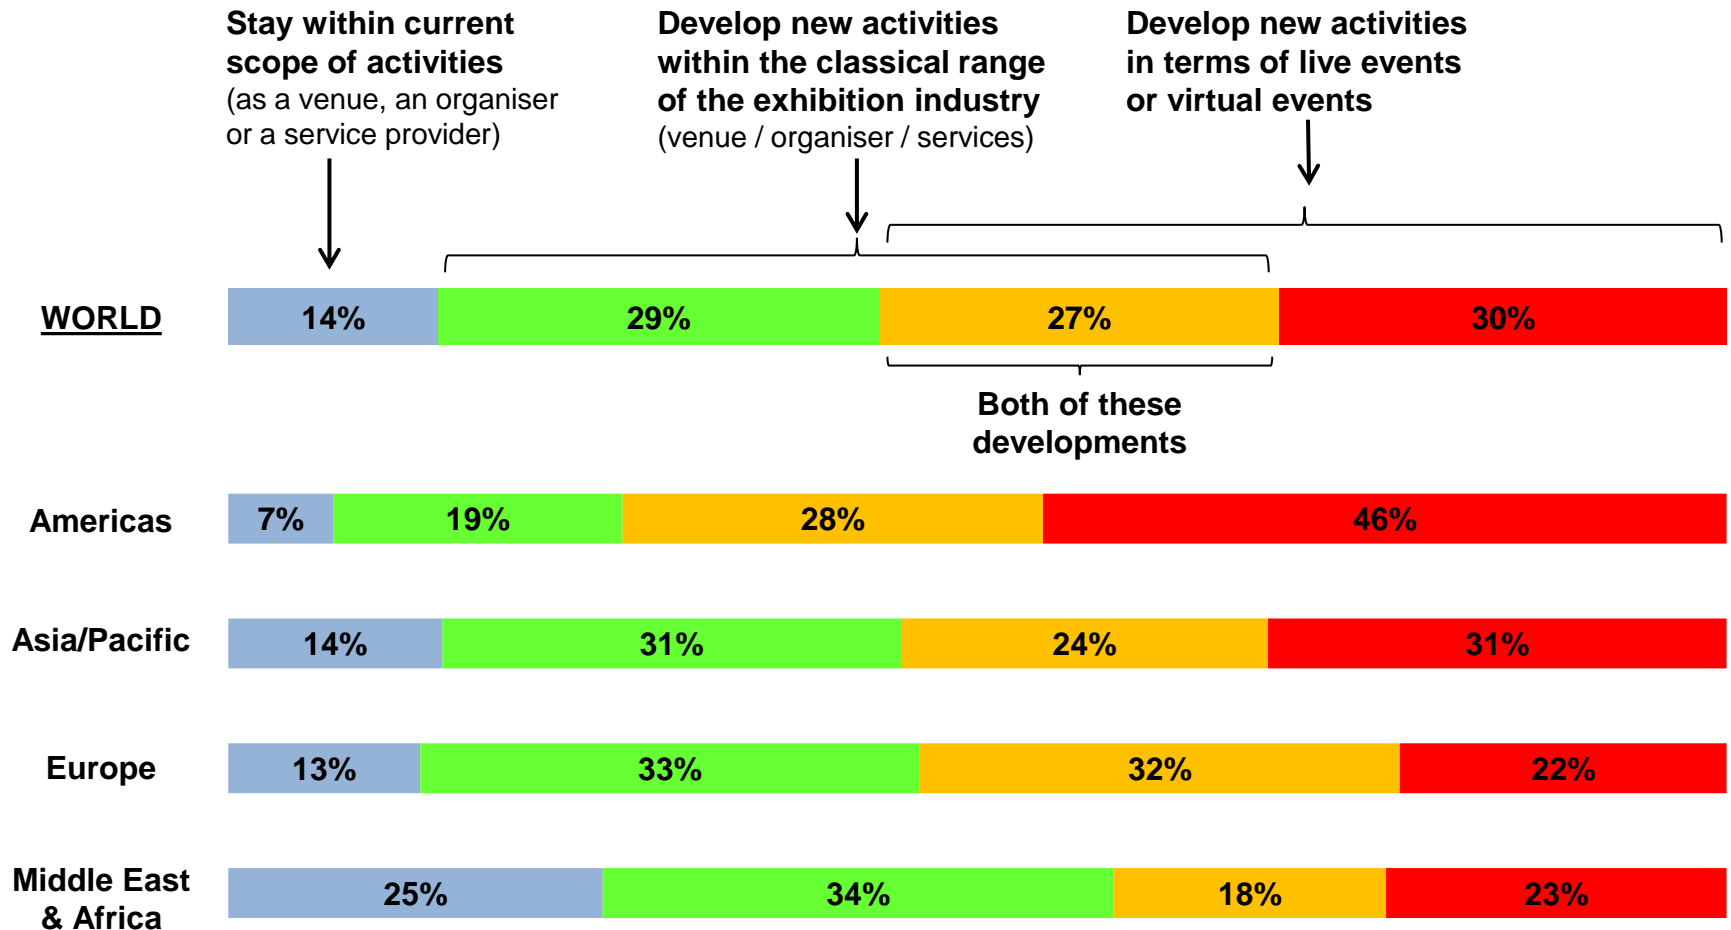 Stay within current
scope of activities
(as a venue, an organiser
or a service provider)
Develop new activities
within the classical range
of the exhibition industry
(venue / organiser / services)
Develop new activities
in terms of live events
or virtual events
WORLD
14%
29%
27%
30%
Both of these
developments
Americas
7%
19%
28%
46%
Asia/Pacific
14%
31%
24%
31%
Europe
13%
33%
32%
22%
Middle East
& Africa
25%
34%
18%
23%